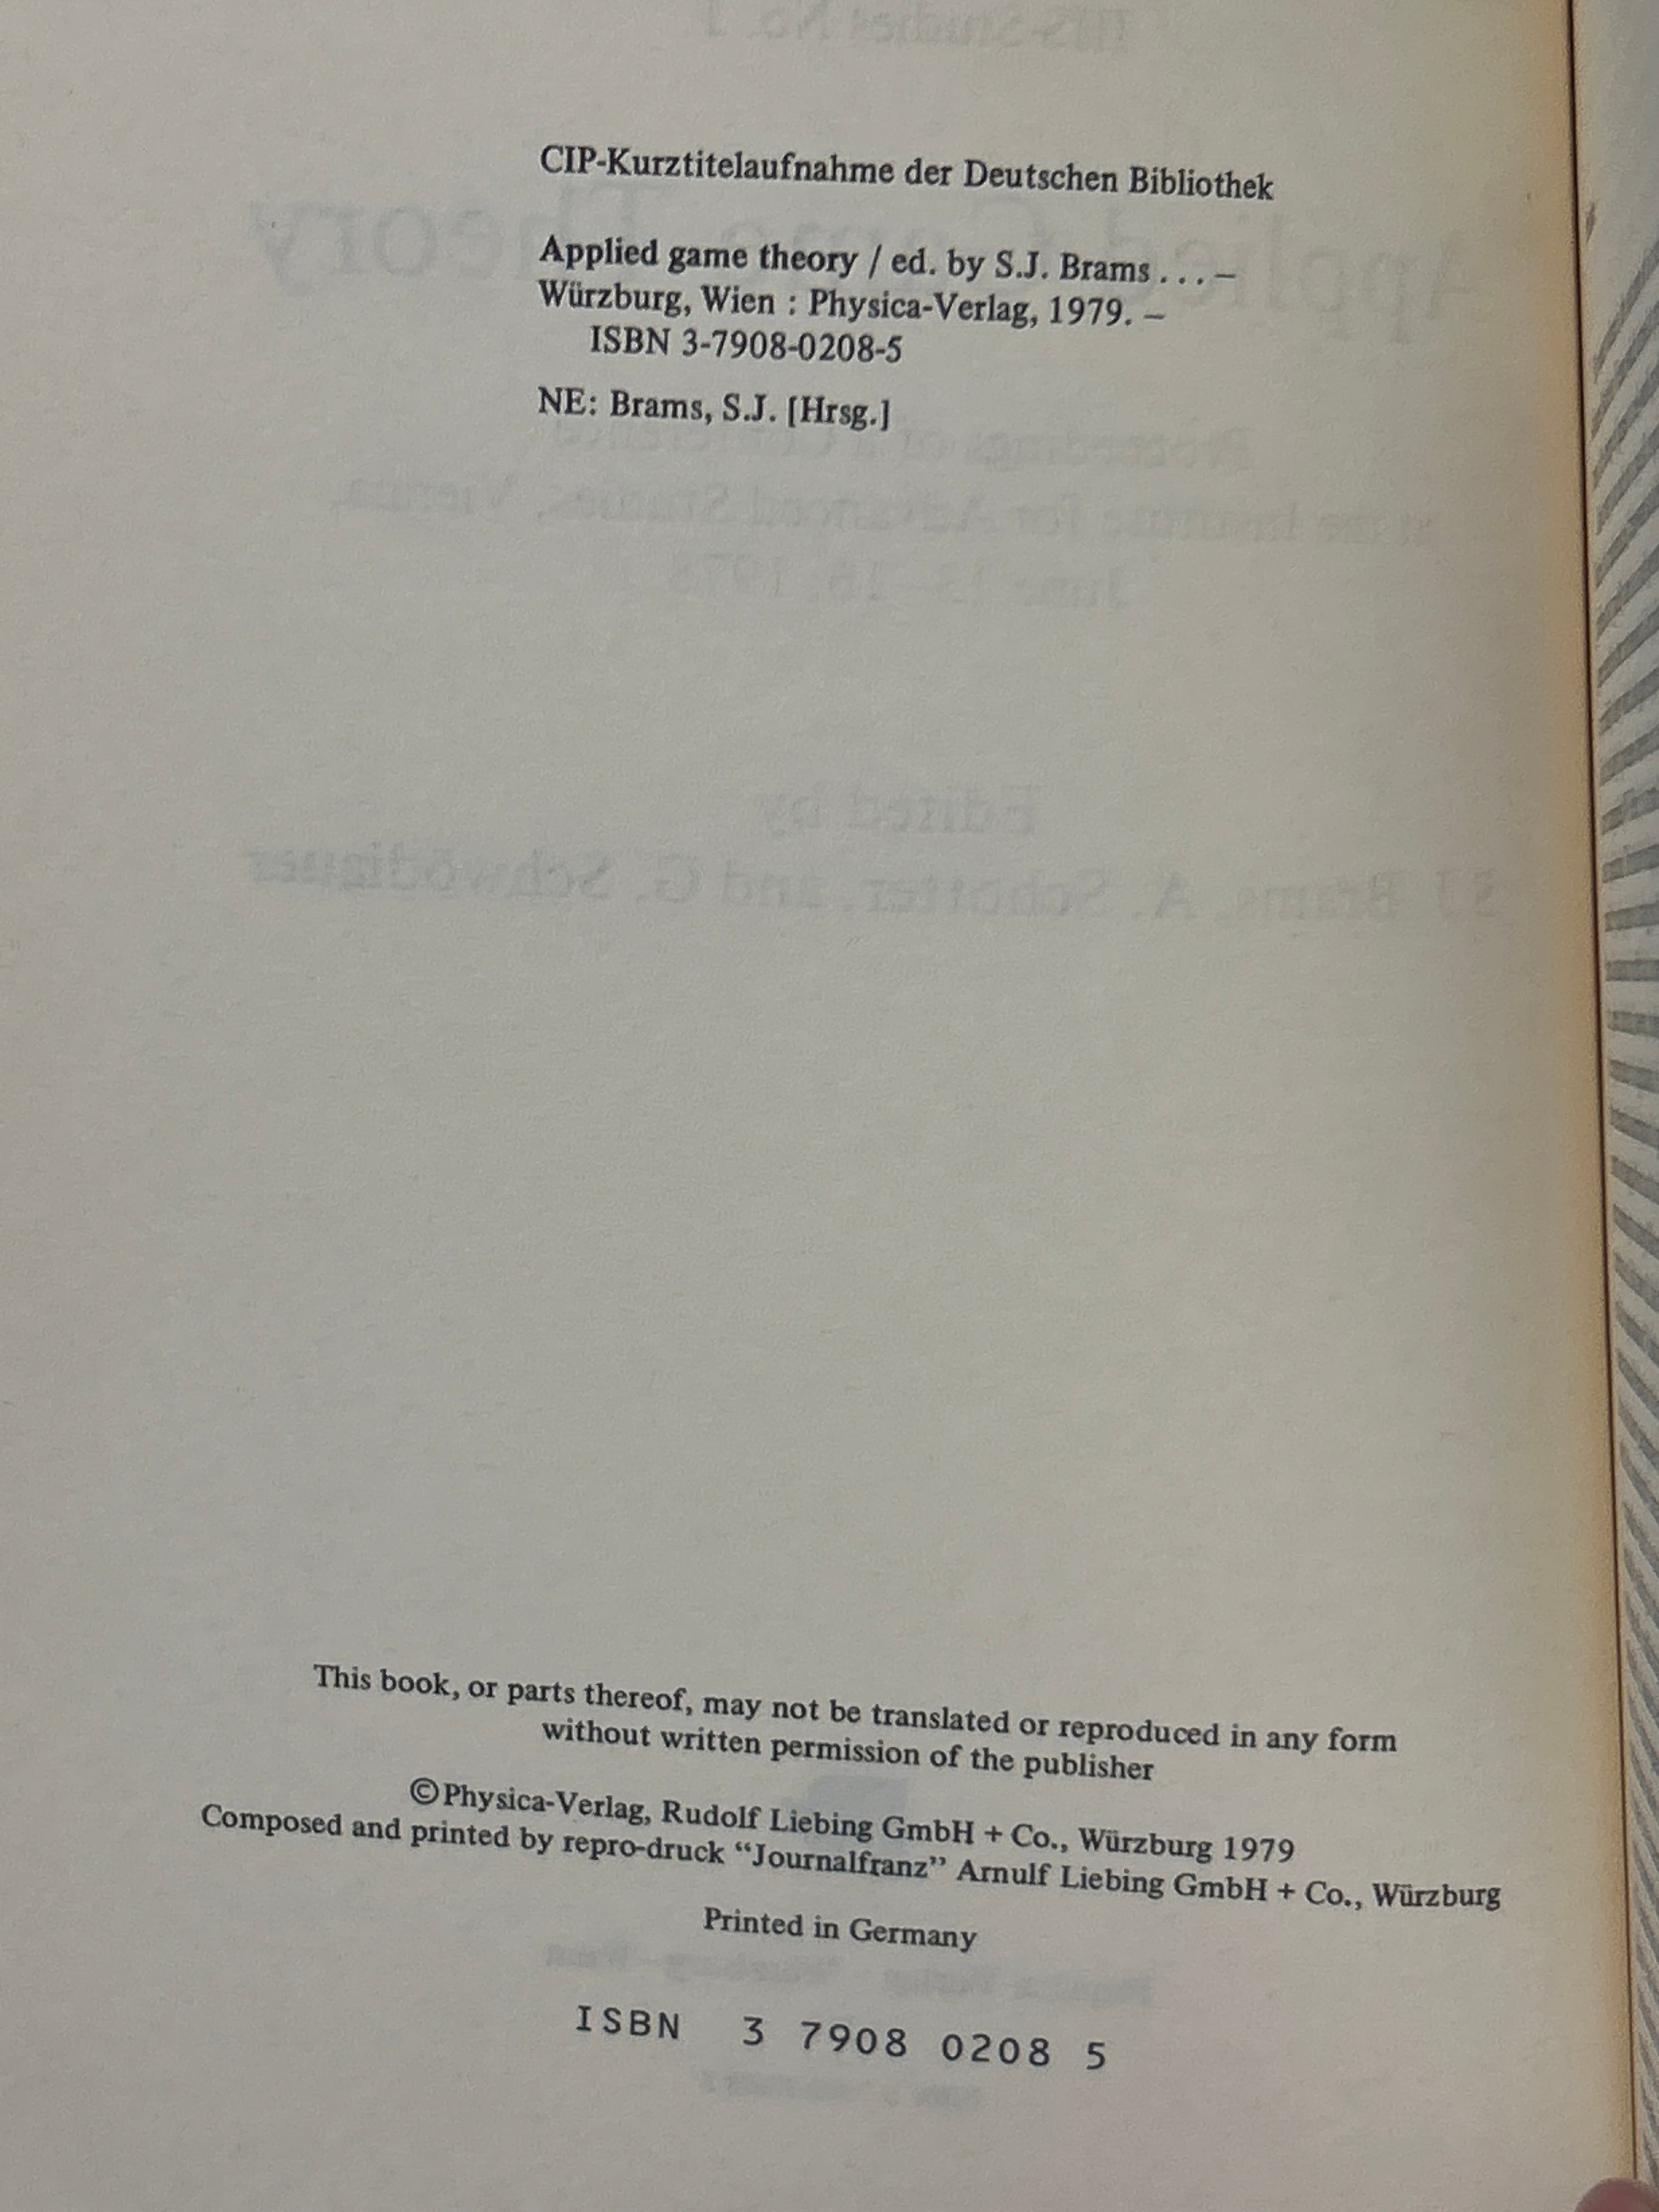 CIP-Kurztitelaufnahme der Deutschen Bibliothek
Applied game theory / ed. by S.J. Brams . . . –
Würzburg, Wien : Physica-Verlag, 1979. –
ISBN 3-7908-0208-5
NE: Brams, S.J. [Hrsg.]
This book, or parts thereof, may not be translated or reproduced in any form
without written permission of the publisher
©Physica-Verlag, Rudolf Liebing GmbH + Co., Würzburg 1979
Composed and printed by repro-druck “Journalfranz” Arnulf Liebing GmbH + Co., Würzburg
Printed in Germany
ISBN 3 7908 0208 5